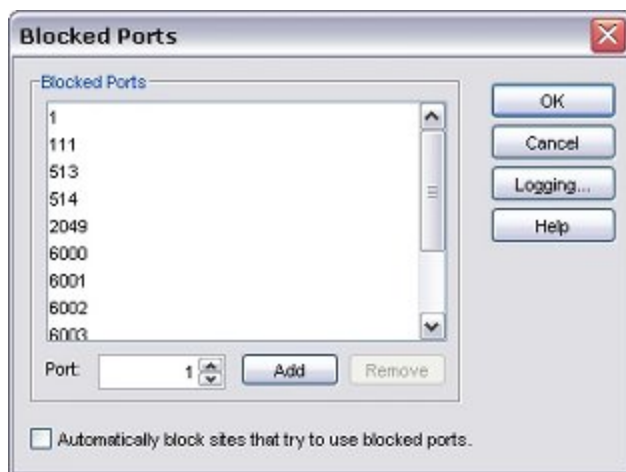 Blocked Ports
Blocked Ports
1
111
513
514
2049
6000
6001
6002
6003
Port: 1 Add Remove
Automatically block sites that try to use blocked ports.
OK
Cancel
Logging...
Help